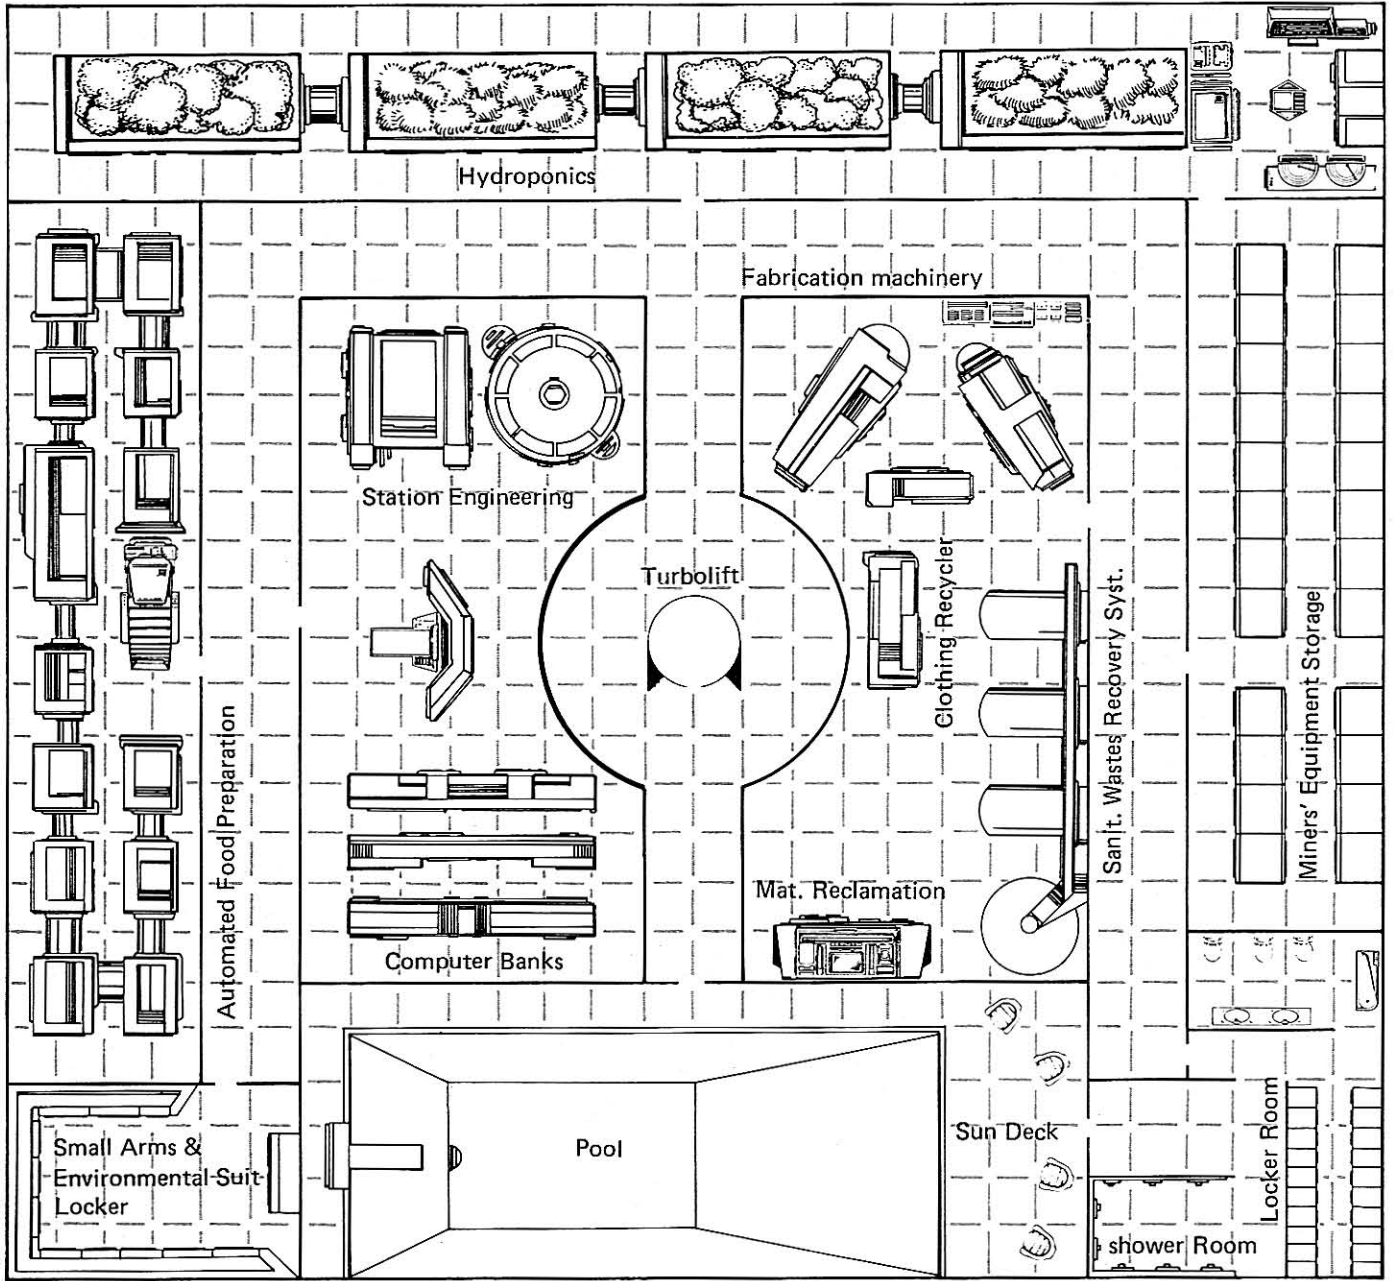 Hydroponics
Fabrication machinery
Station Engineering
Turbolift
Clothing Recycler
Sanit. Wastes Recovery Syst.
Miners' Equipment Storage
Automated Food Preparation
Mat. Reclamation
Computer Banks
Small Arms &
Environmental Suit
Locker
Pool
Sun Deck
Locker Room
shower Room